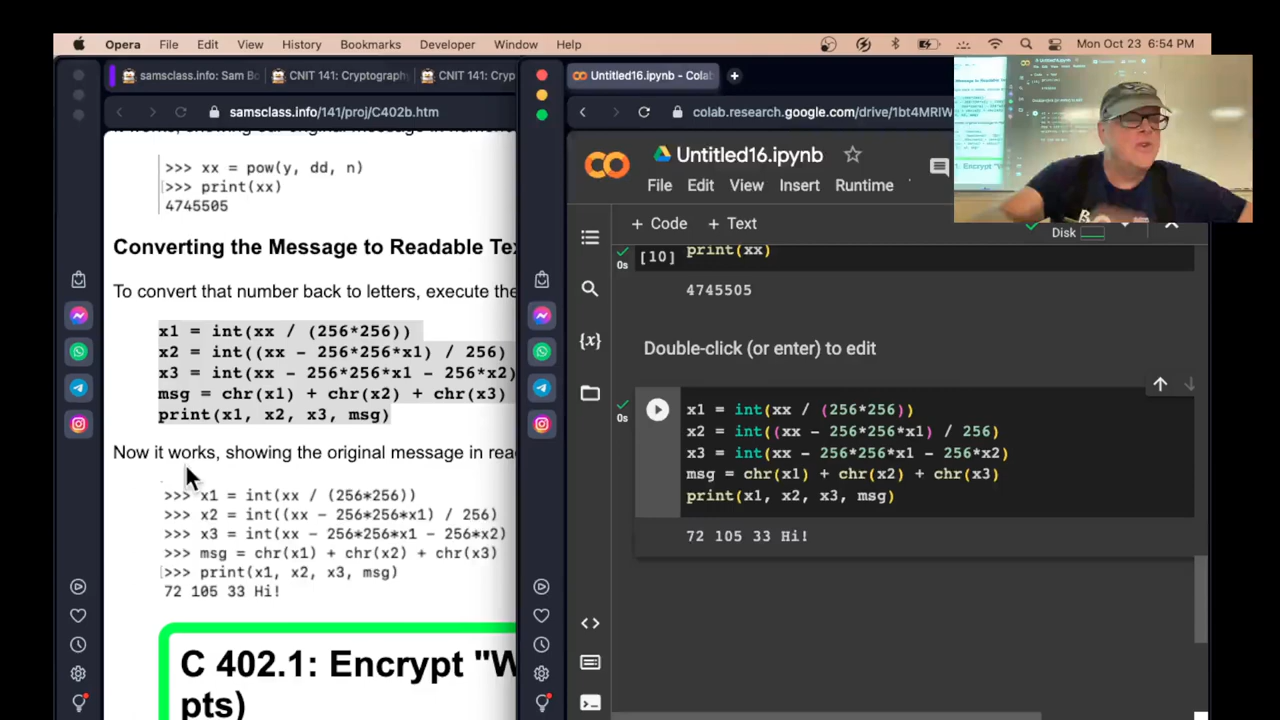 Opera File Edit View History Bookmarks Developer Window Help Mon Oct 23 6:54 PM
samsclass.info: Sam Bo CNIT 141: Cryptography CNIT 141: Cryp
samsclass.info/141/proj/C402b.htm
>>> xx = pow(y, dd, n)
>>> print(xx)
4745505
Converting the Message to Readable Tex
To convert that number back to letters, execute the
x1 = int(xx / (256*256))
x2 = int((xx - 256*256*x1) / 256)
x3 = int(xx - 256*256*x1 - 256*x2)
msg = chr(x1) + chr(x2) + chr(x3)
print(x1, x2, x3, msg)
Now it works, showing the original message in rea
>>> x1 = int(xx / (256*256))
>>> x2 = int((xx - 256*256*x1) / 256)
>>> x3 = int(xx - 256*256*x1 - 256*x2)
>>> msg = chr(x1) + chr(x2) + chr(x3)
>>> print(x1, x2, x3, msg)
72 105 33 Hi!
C 402.1: Encrypt "W
pts)
Untitled16.ipynb - Colab
colab.research.google.com/drive/1bt4MRIW
Untitled16.ipynb
File Edit View Insert Runtime
+ Code + Text
Disk
print(xx)
[10]
0s
4745505
Double-click (or enter) to edit
0s
x1 = int(xx / (256*256))
x2 = int((xx - 256*256*x1) / 256)
x3 = int(xx - 256*256*x1 - 256*x2)
msg = chr(x1) + chr(x2) + chr(x3)
print(x1, x2, x3, msg)
72 105 33 Hi!